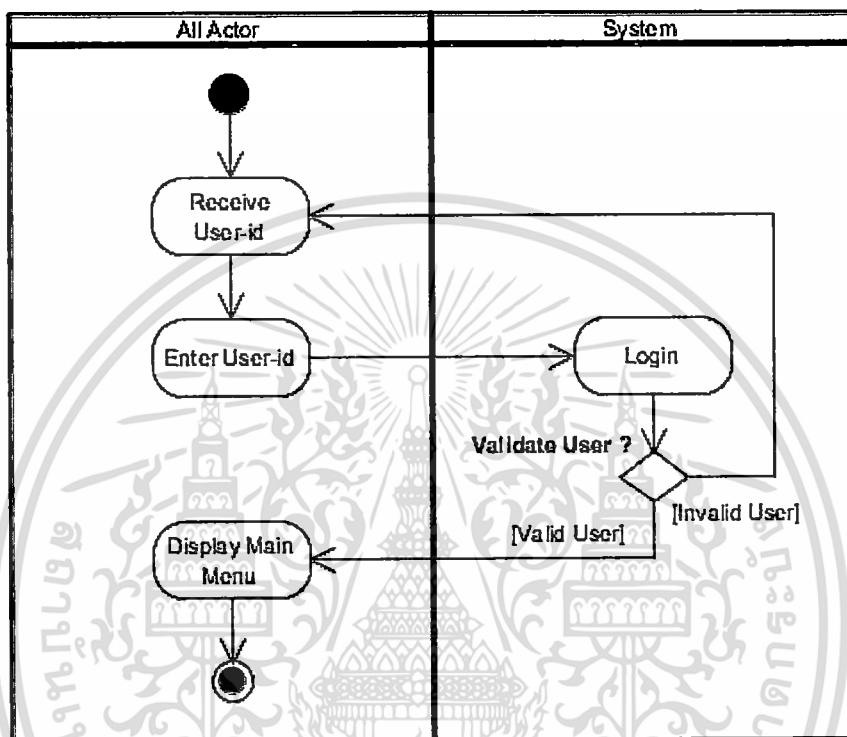 All Actor
System
Receive
User-id
Enter User-id
Login
Validate User ?
[Invalid User]
[Valid User]
Display Main
Menu